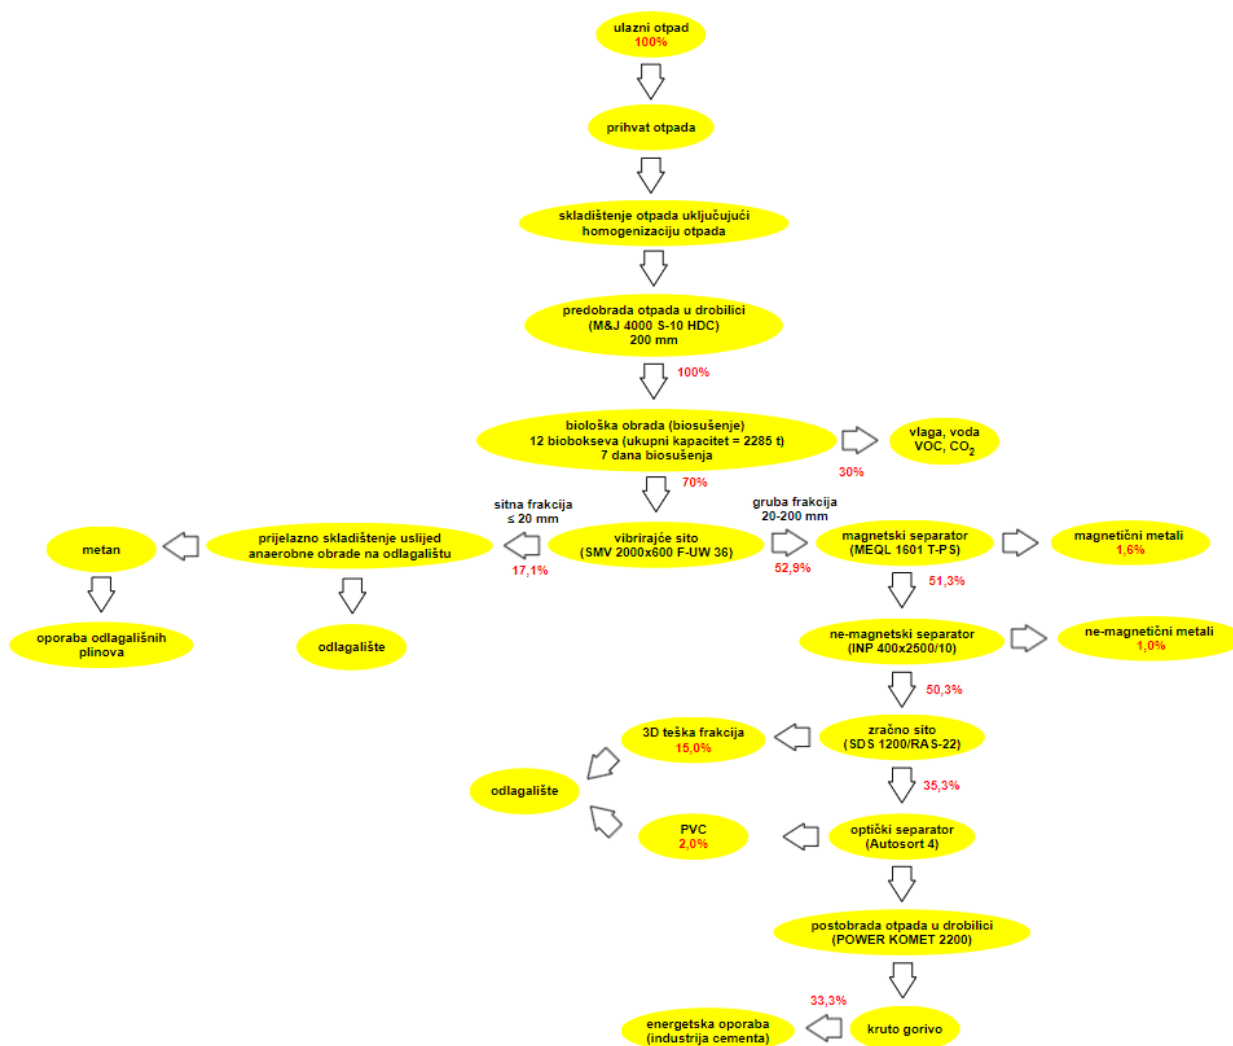 ulazni otpad
100%
prihvat otpada
skladištenje otpada uključujući
homogenizaciju otpada
predobrada otpada u drobilici
(M&J 4000 S-10 HDC)
200 mm
100%
biološka obrada (biosušenje)
12 biobokseva (ukupni kapacitet = 2285 t)
7 dana biosušenja
30%
vlaga, voda
VOC, CO₂
70%
sitna frakcija
≤ 20 mm
gruba frakcija
20-200 mm
metan
prijelazno skladištenje uslijed
anaerobne obrade na odlagalištu
17,1%
vibrirajće sito
(SMV 2000x600 F-UW 36)
52,9%
magnetski separator
(MEQL 1601 T-PS)
magnetični metali
1,6%
51,3%
oporaba odlagališnih
plinova
odlagalište
ne-magnetski separator
(INP 400x2500/10)
ne-magnetični metali
1,0%
50,3%
3D teška frakcija
15,0%
zračno sito
(SDS 1200/RAS-22)
odlagalište
35,3%
PVC
2,0%
optički separator
(Autosort 4)
postobrada otpada u drobilici
(POWER KOMET 2200)
33,3%
energetska oporaba
(industrija cementa)
kruto gorivo